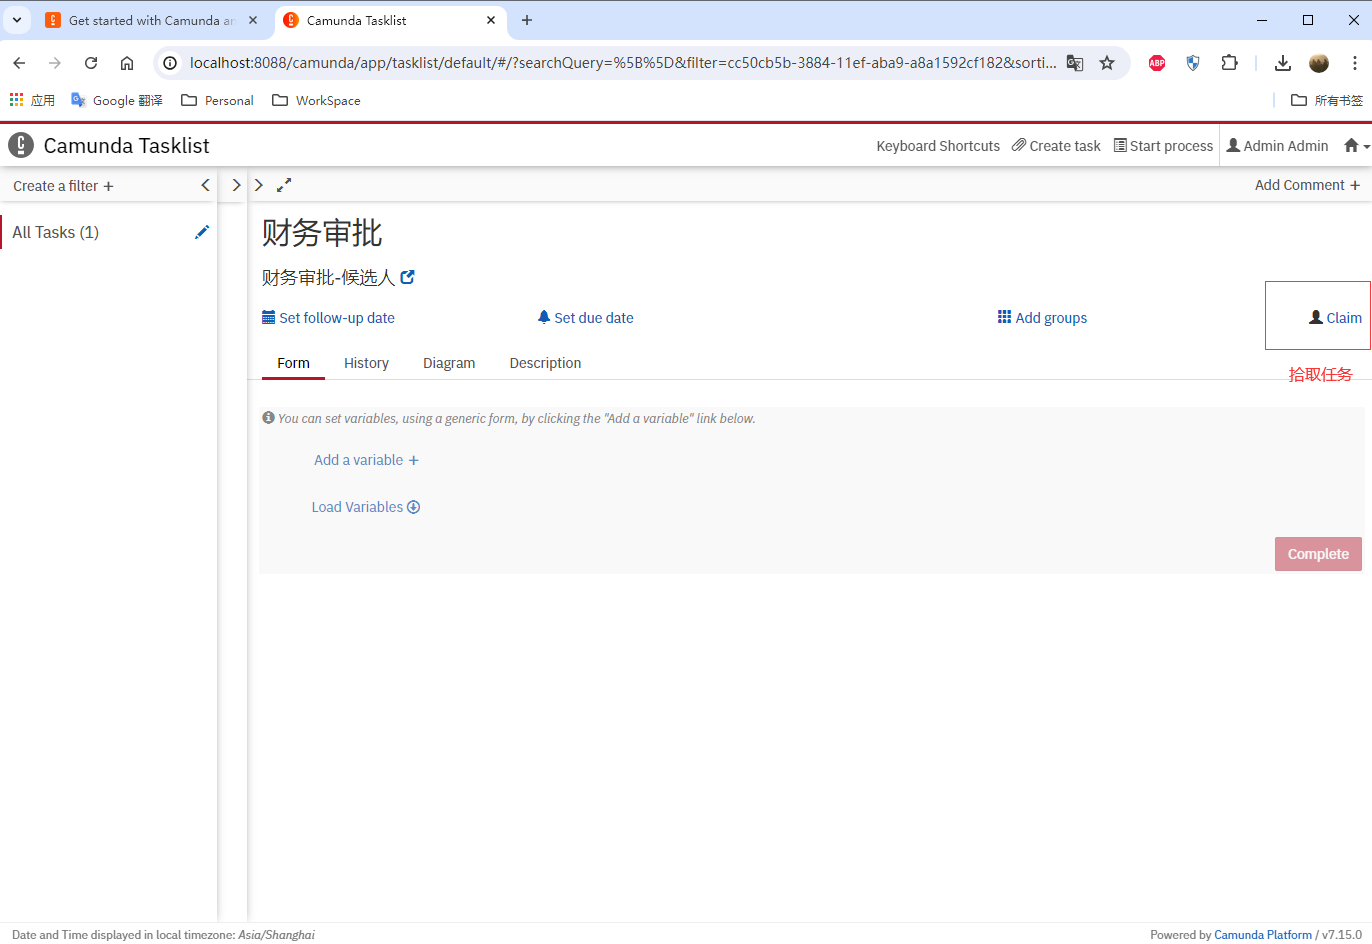 Get started with Camunda an
Camunda Tasklist
localhost:8088/camunda/app/tasklist/default/#/?searchQuery=%5B%5D&filter=cc50cb5b-3884-11ef-aba9-a8a1592cf182&sorti...
ABP
应用
Google 翻译
Personal
WorkSpace
所有书签
Camunda Tasklist
Keyboard Shortcuts
Create task
Start process
Admin Admin
Create a filter +
Add Comment +
All Tasks (1)
财务审批
财务审批-候选人
Set follow-up date
Set due date
Add groups
Claim
拾取任务
Form
History
Diagram
Description
You can set variables, using a generic form, by clicking the "Add a variable" link below.
Add a variable +
Load Variables
Complete
Date and Time displayed in local timezone: Asia/Shanghai
Powered by Camunda Platform / v7.15.0